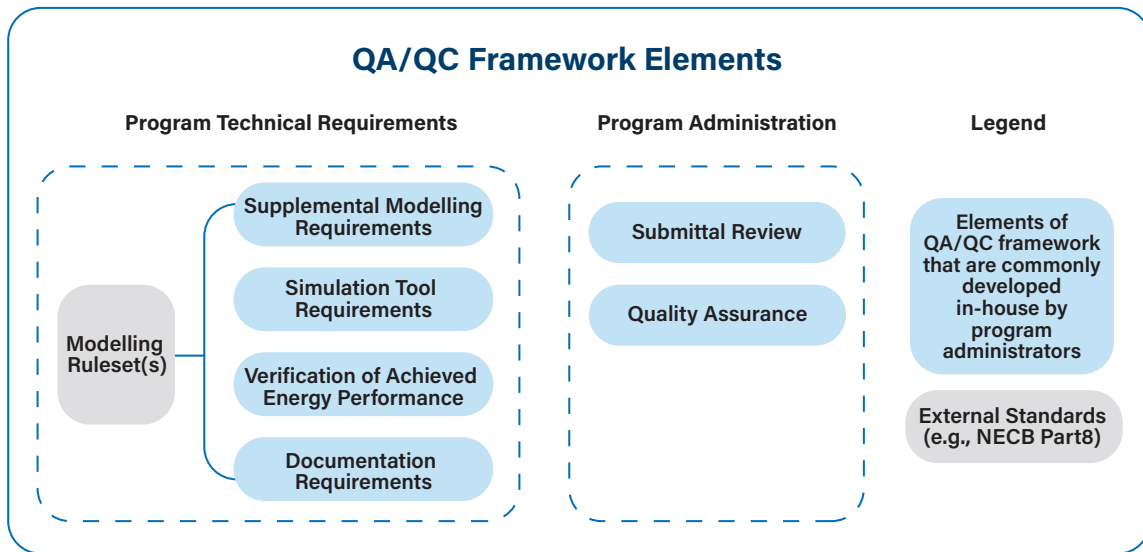 QA/QC Framework Elements
Program Technical Requirements
Modelling
Ruleset(s)
Supplemental Modelling
Requirements
Simulation Tool
Requirements
Verification of Achieved
Energy Performance
Documentation
Requirements
Program Administration
Submittal Review
Quality Assurance
Legend
Elements of
QA/QC framework
that are commonly
developed
in-house by
program
administrators
External Standards
(e.g., NECB Part8)